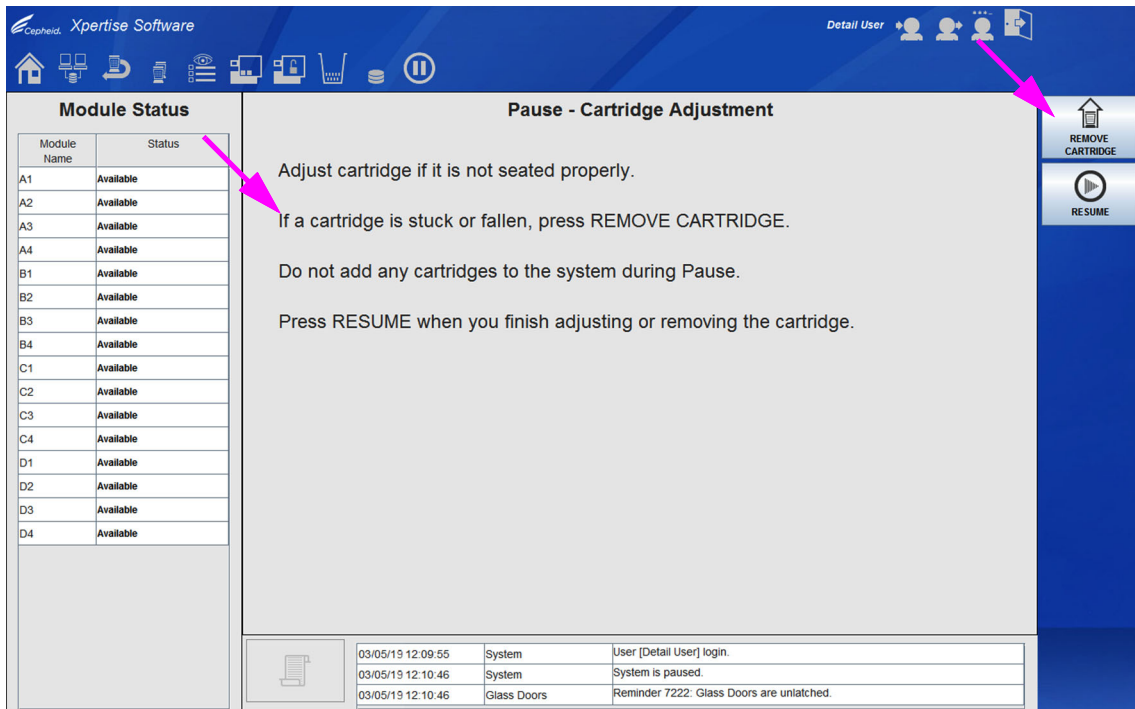 Cepheid. Xpertise Software
Detail User
Module Status
Module Name Status
A1 Available
A2 Available
A3 Available
A4 Available
B1 Available
B2 Available
B3 Available
B4 Available
C1 Available
C2 Available
C3 Available
C4 Available
D1 Available
D2 Available
D3 Available
D4 Available
Pause - Cartridge Adjustment
Adjust cartridge if it is not seated properly.
If a cartridge is stuck or fallen, press REMOVE CARTRIDGE.
Do not add any cartridges to the system during Pause.
Press RESUME when you finish adjusting or removing the cartridge.
REMOVE
CARTRIDGE
RESUME
03/05/19 12:09:55 System User [Detail User] login.
03/05/19 12:10:46 System System is paused.
03/05/19 12:10:46 Glass Doors Reminder 7222: Glass Doors are unlatched.